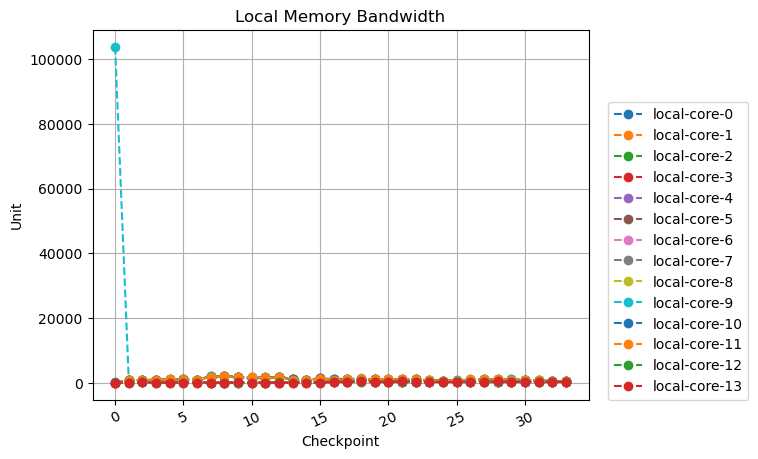 Local Memory Bandwidth
Unit
100000
80000
60000
40000
20000
0
0 5 10 15 20 25 30
Checkpoint
local-core-0
local-core-1
local-core-2
local-core-3
local-core-4
local-core-5
local-core-6
local-core-7
local-core-8
local-core-9
local-core-10
local-core-11
local-core-12
local-core-13